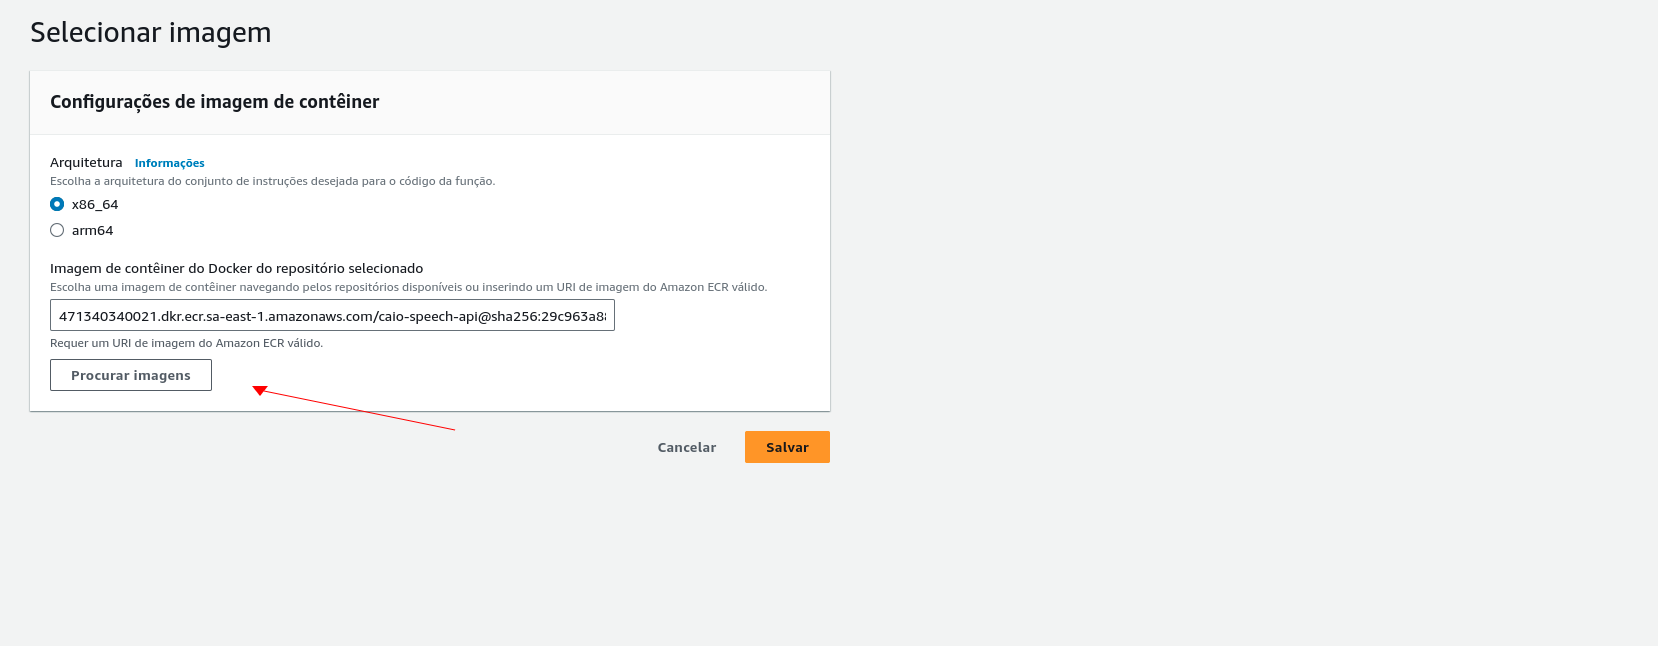 Selecionar imagem
Configurações de imagem de contêiner
Arquitetura Informações
Escolha a arquitetura do conjunto de instruções desejada para o código da função.
x86_64
arm64
Imagem de contêiner do Docker do repositório selecionado
Escolha uma imagem de contêiner navegando pelos repositórios disponíveis ou inserindo um URI de imagem do Amazon ECR válido.
471340340021.dkr.ecr.sa-east-1.amazonaws.com/caio-speech-api@sha256:29c963a8
Requer um URI de imagem do Amazon ECR válido.
Procurar imagens
Cancelar Salvar